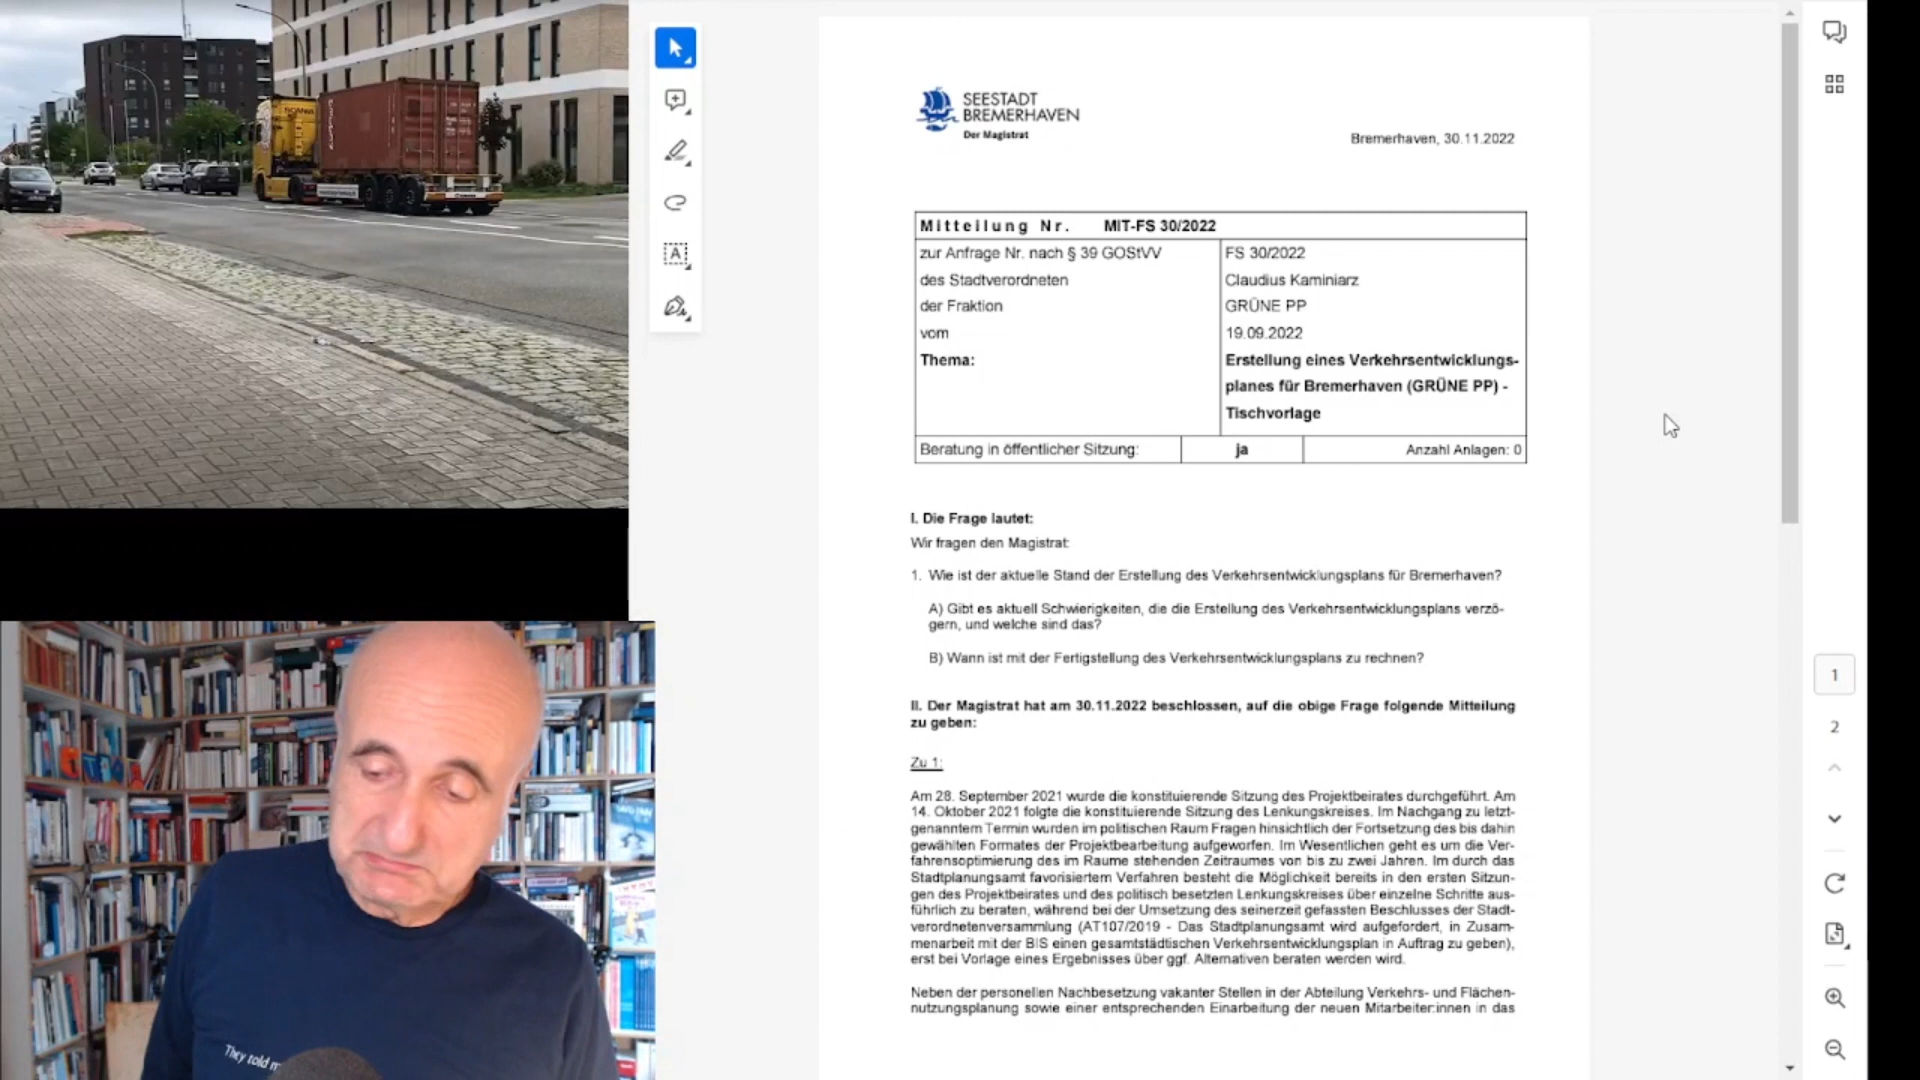 SCANIA
SEESTADT
BREMERHAVEN
Der Magistrat
Bremerhaven, 30.11.2022
Mitteilung Nr. MIT-FS 30/2022
zur Anfrage Nr. nach § 39 GOStVV FS 30/2022
des Stadtverordneten Claudius Kaminiarz
der Fraktion GRÜNE PP
vom 19.09.2022
Thema: Erstellung eines Verkehrsentwicklungs-
planes für Bremerhaven (GRÜNE PP) -
Tischvorlage
Beratung in öffentlicher Sitzung: ja Anzahl Anlagen: 0
I. Die Frage lautet:
Wir fragen den Magistrat:
1. Wie ist der aktuelle Stand der Erstellung des Verkehrsentwicklungsplans für Bremerhaven?
A) Gibt es aktuell Schwierigkeiten, die die Erstellung des Verkehrsentwicklungsplans verzö-
gern, und welche sind das?
B) Wann ist mit der Fertigstellung des Verkehrsentwicklungsplans zu rechnen?
II. Der Magistrat hat am 30.11.2022 beschlossen, auf die obige Frage folgende Mitteilung
zu geben:
Zu 1:
Am 28. September 2021 wurde die konstituierende Sitzung des Projektbeirates durchgeführt. Am
14. Oktober 2021 folgte die konstituierende Sitzung des Lenkungskreises. Im Nachgang zu letzt-
genanntem Termin wurden im politischen Raum Fragen hinsichtlich der Fortsetzung des bis dahin
gewählten Formates der Projektbearbeitung aufgeworfen. Im Wesentlichen geht es um die Ver-
fahrensoptimierung des im Raume stehenden Zeitraumes von bis zu zwei Jahren. Im durch das
Stadtplanungsamt favorisiertem Verfahren besteht die Möglichkeit bereits in den ersten Sitzun-
gen des Projektbeirates und des politisch besetzten Lenkungskreises über einzelne Schritte aus-
führlich zu beraten, während bei der Umsetzung des seinerzeit gefassten Beschlusses der Stadt-
verordnetenversammlung (AT107/2019 - Das Stadtplanungsamt wird aufgefordert, in Zusam-
menarbeit mit der BIS einen gesamtstädtischen Verkehrsentwicklungsplan in Auftrag zu geben),
erst bei Vorlage eines Ergebnisses über ggf. Alternativen beraten werden wird.
Neben der personellen Nachbesetzung vakanter Stellen in der Abteilung Verkehrs- und Flächen-
nutzungsplanung sowie einer entsprechenden Einarbeitung der neuen Mitarbeiter:innen in das
1
2
They told m